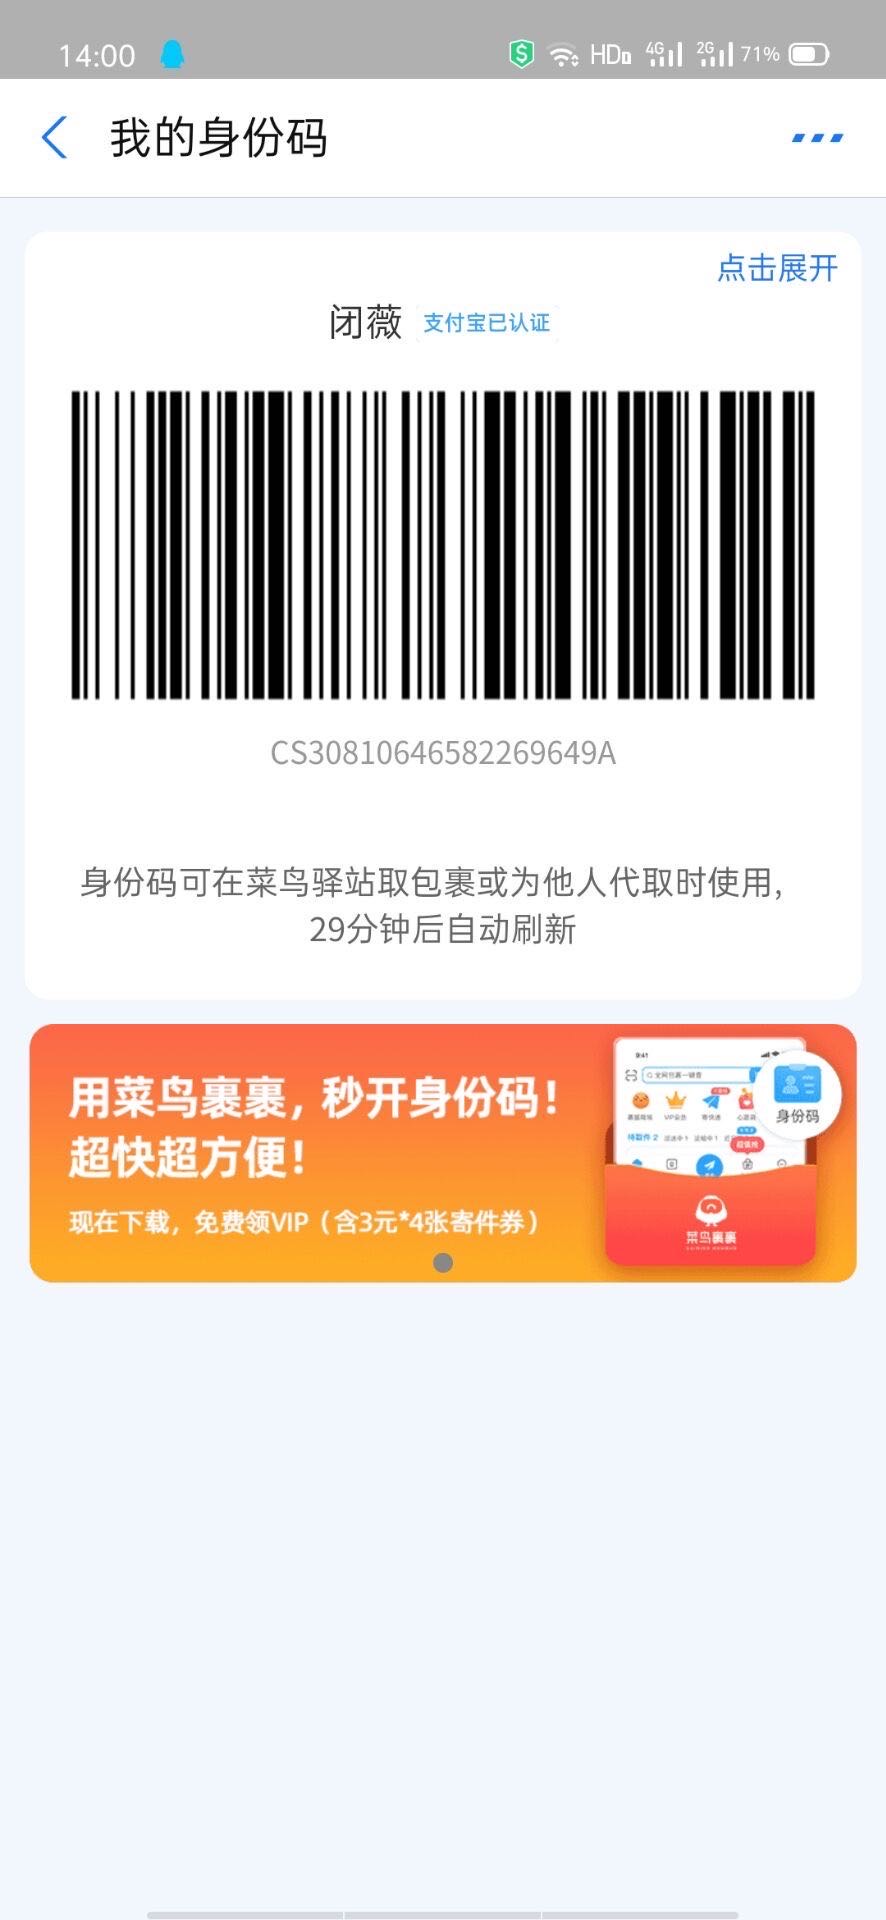 14:00
HD 4G 2G 71%
我的身份码
点击展开
闭薇 支付宝已认证
CS30810646582269649A
身份码可在菜鸟驿站取包裹或为他人代取时使用,
29分钟后自动刷新
用菜鸟裹裹，秒开身份码！
超快超方便！
现在下载，免费领VIP（含3元*4张寄件券）
9:41
身份码
菜鸟裹裹